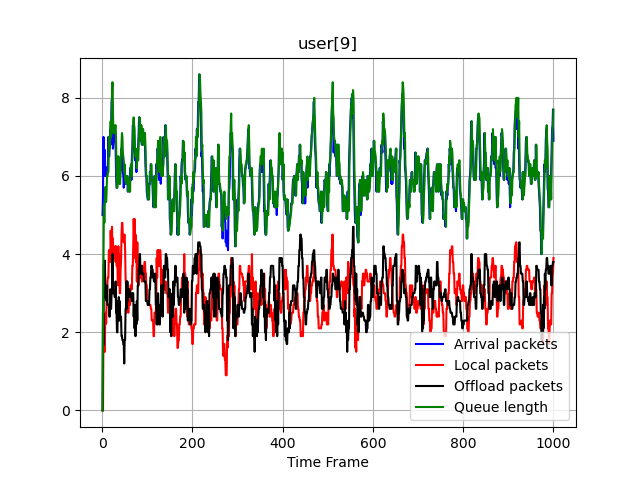 user[9]
8
6
4
2
0
Arrival packets
Local packets
Offload packets
Queue length
0 200 400 600 800 1000
Time Frame